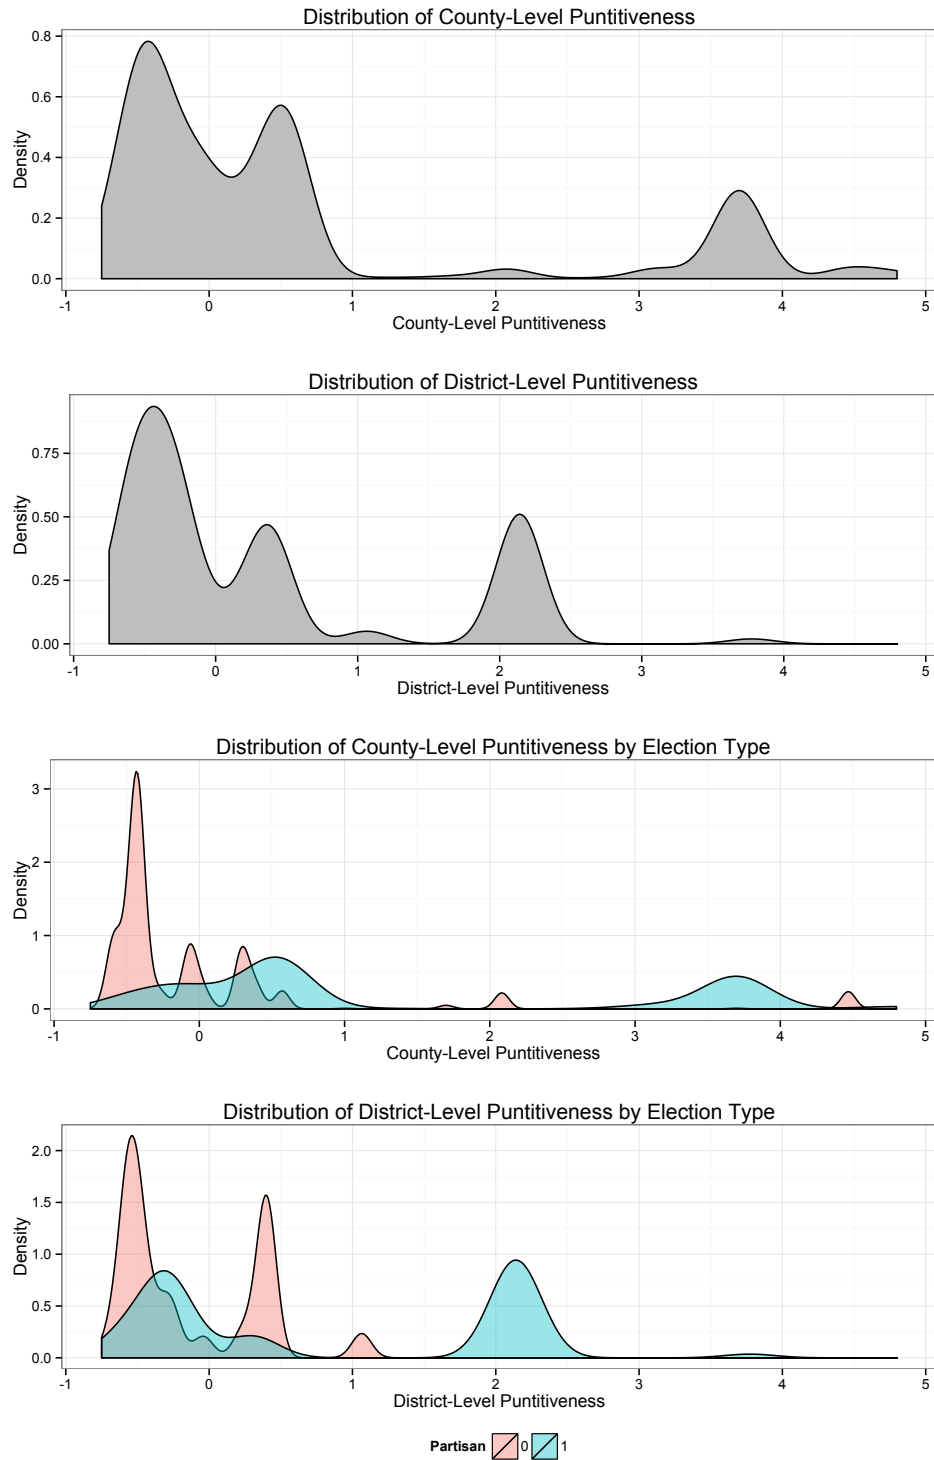 Distribution of County-Level Puntitiveness
0.8
0.6
0.4
0.2
0.0
Density
-1 0 1 2 3 4 5
County-Level Puntitiveness
Distribution of District-Level Puntitiveness
0.75
0.50
0.25
0.00
Density
-1 0 1 2 3 4 5
District-Level Puntitiveness
Distribution of County-Level Puntitiveness by Election Type
3
2
1
0
Density
-1 0 1 2 3 4 5
County-Level Puntitiveness
Distribution of District-Level Puntitiveness by Election Type
2.0
1.5
1.0
0.5
0.0
Density
-1 0 1 2 3 4 5
District-Level Puntitiveness
Partisan 0 1